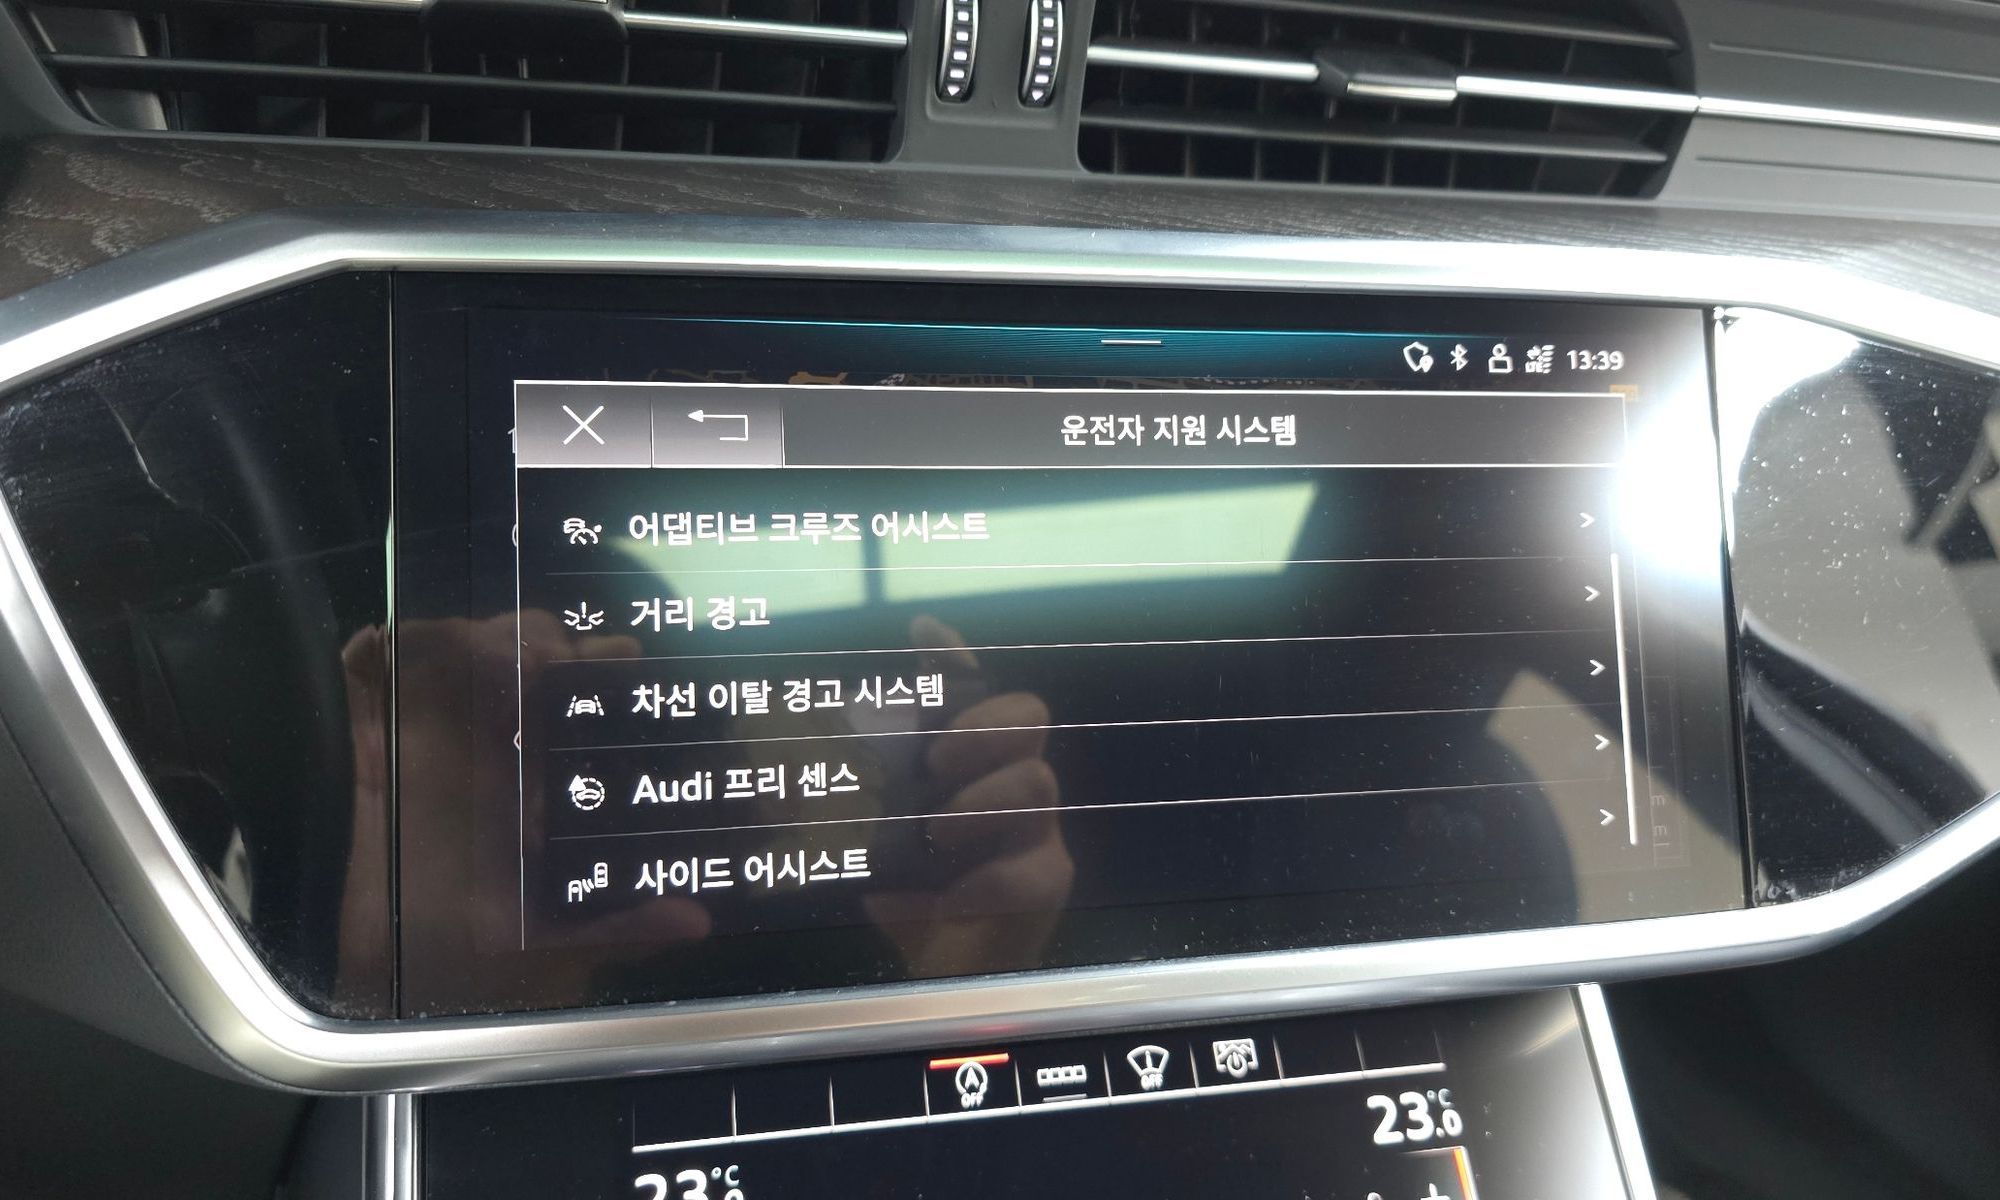 13:39
운전자 지원 시스템
어댑티브 크루즈 어시스트
거리 경고
차선 이탈 경고 시스템
Audi 프리 센스
사이드 어시스트
A
OFF
OFF
23.0 °C
23 °C